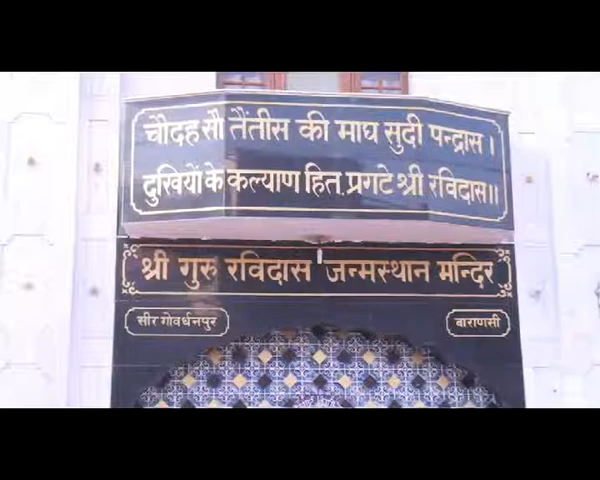 चौदह सौ तैंतीस की माघ सुदी पन्द्रास ।
दुखियों के कल्याण हित प्रगटे श्री रविदास ॥
श्री गुरु रविदास जन्मस्थान मन्दिर
सीर गोवर्धनपुर
बाराणसी